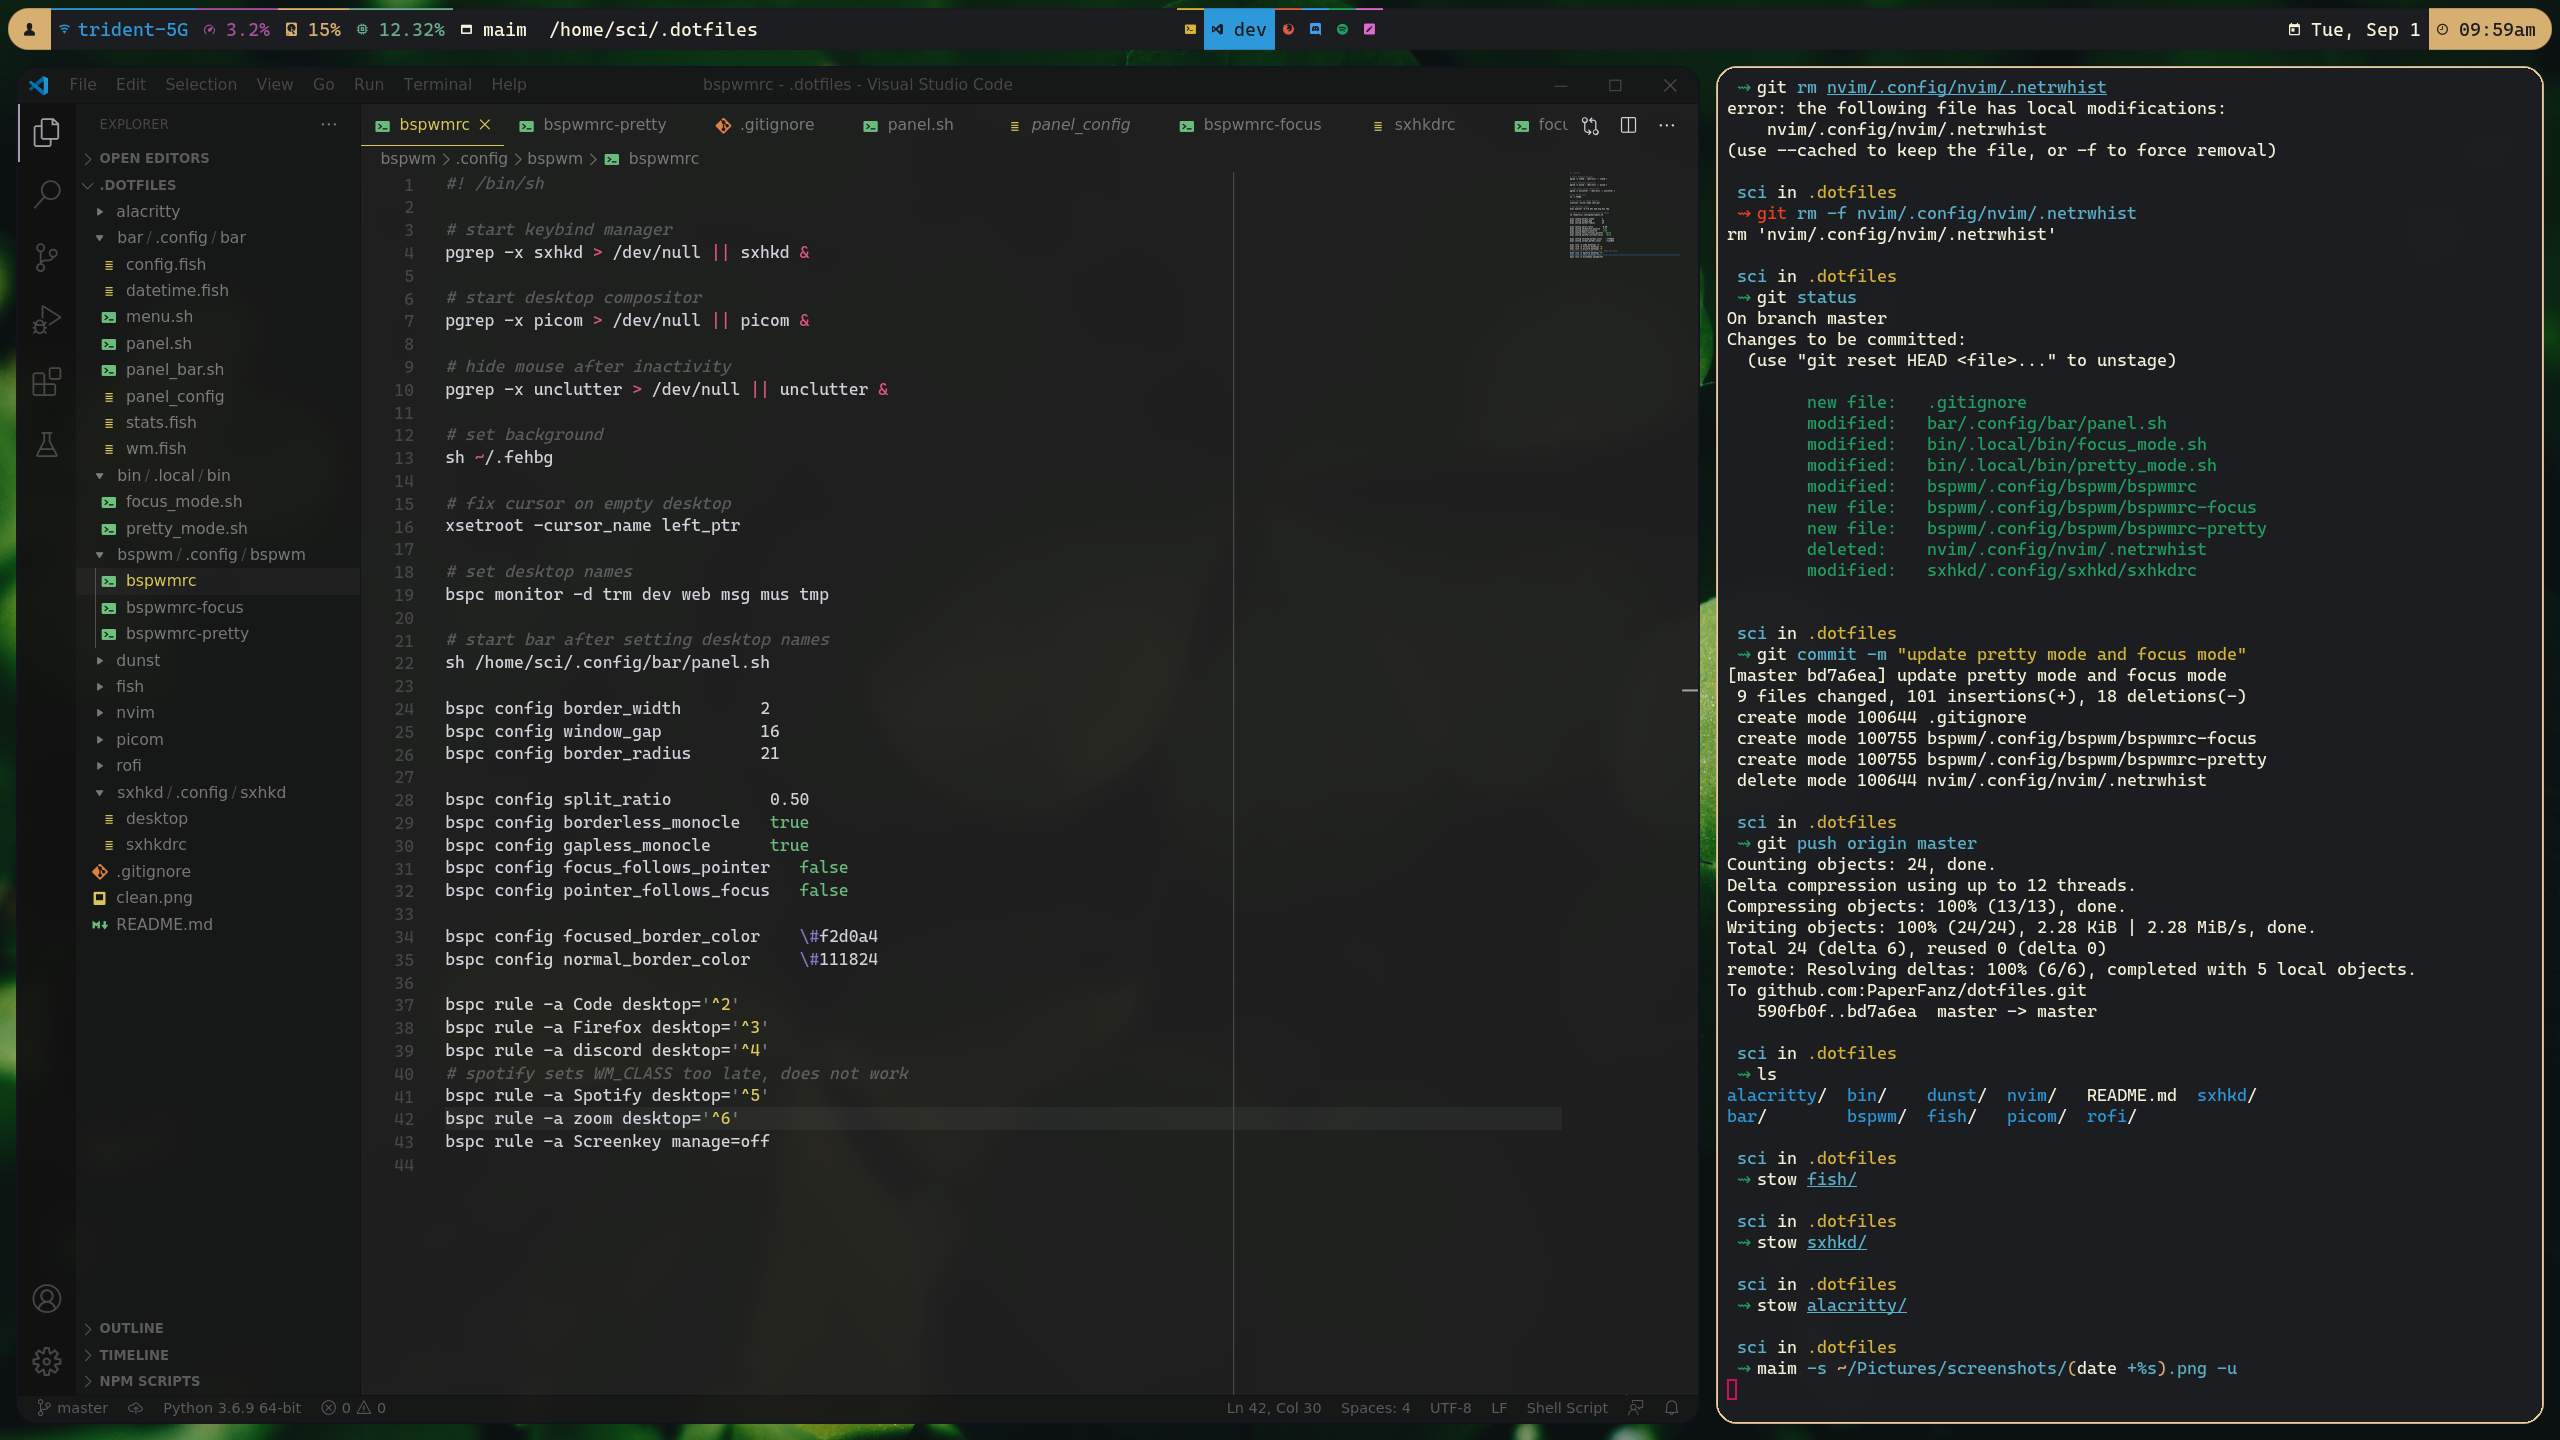 trident-5G 3.2% 15% 12.32% maim /home/sci/.dotfiles
dev
Tue, Sep 1 09:59am
File Edit Selection View Go Run Terminal Help
bspwmrc - .dotfiles - Visual Studio Code
EXPLORER
OPEN EDITORS
.DOTFILES
alacritty
bar / .config / bar
config.fish
datetime.fish
menu.sh
panel.sh
panel_bar.sh
panel_config
stats.fish
wm.fish
bin / .local / bin
focus_mode.sh
pretty_mode.sh
bspwm / .config / bspwm
bspwmrc
bspwmrc-focus
bspwmrc-pretty
dunst
fish
nvim
picom
rofi
sxhkd / .config / sxhkd
desktop
sxhkdrc
.gitignore
clean.png
README.md
OUTLINE
TIMELINE
NPM SCRIPTS
bspwmrc bspwmrc-pretty .gitignore panel.sh panel_config bspwmrc-focus sxhkdrc focu
bspwm > .config > bspwm > bspwmrc
1 #! /bin/sh
2
3 # start keybind manager
4 pgrep -x sxhkd > /dev/null || sxhkd &
5
6 # start desktop compositor
7 pgrep -x picom > /dev/null || picom &
8
9 # hide mouse after inactivity
10 pgrep -x unclutter > /dev/null || unclutter &
11
12 # set background
13 sh ~/.fehbg
14
15 # fix cursor on empty desktop
16 xsetroot -cursor_name left_ptr
17
18 # set desktop names
19 bspc monitor -d trm dev web msg mus tmp
20
21 # start bar after setting desktop names
22 sh /home/sci/.config/bar/panel.sh
23
24 bspc config border_width 2
25 bspc config window_gap 16
26 bspc config border_radius 21
27
28 bspc config split_ratio 0.50
29 bspc config borderless_monocle true
30 bspc config gapless_monocle true
31 bspc config focus_follows_pointer false
32 bspc config pointer_follows_focus false
33
34 bspc config focused_border_color \#f2d0a4
35 bspc config normal_border_color \#111824
36
37 bspc rule -a Code desktop='^2'
38 bspc rule -a Firefox desktop='^3'
39 bspc rule -a discord desktop='^4'
40 # spotify sets WM_CLASS too late, does not work
41 bspc rule -a Spotify desktop='^5'
42 bspc rule -a zoom desktop='^6'
43 bspc rule -a Screenkey manage=off
44
master Python 3.6.9 64-bit 0 0 Ln 42, Col 30 Spaces: 4 UTF-8 LF Shell Script
⇝ git rm nvim/.config/nvim/.netrwhist
error: the following file has local modifications:
nvim/.config/nvim/.netrwhist
(use --cached to keep the file, or -f to force removal)
sci in .dotfiles
⇝ git rm -f nvim/.config/nvim/.netrwhist
rm 'nvim/.config/nvim/.netrwhist'
sci in .dotfiles
⇝ git status
On branch master
Changes to be committed:
(use "git reset HEAD <file>..." to unstage)
new file: .gitignore
modified: bar/.config/bar/panel.sh
modified: bin/.local/bin/focus_mode.sh
modified: bin/.local/bin/pretty_mode.sh
modified: bspwm/.config/bspwm/bspwmrc
new file: bspwm/.config/bspwm/bspwmrc-focus
new file: bspwm/.config/bspwm/bspwmrc-pretty
deleted: nvim/.config/nvim/.netrwhist
modified: sxhkd/.config/sxhkd/sxhkdrc
sci in .dotfiles
⇝ git commit -m "update pretty mode and focus mode"
[master bd7a6ea] update pretty mode and focus mode
9 files changed, 101 insertions(+), 18 deletions(-)
create mode 100644 .gitignore
create mode 100755 bspwm/.config/bspwm/bspwmrc-focus
create mode 100755 bspwm/.config/bspwm/bspwmrc-pretty
delete mode 100644 nvim/.config/nvim/.netrwhist
sci in .dotfiles
⇝ git push origin master
Counting objects: 24, done.
Delta compression using up to 12 threads.
Compressing objects: 100% (13/13), done.
Writing objects: 100% (24/24), 2.28 KiB | 2.28 MiB/s, done.
Total 24 (delta 6), reused 0 (delta 0)
remote: Resolving deltas: 100% (6/6), completed with 5 local objects.
To github.com:PaperFanz/dotfiles.git
590fb0f..bd7a6ea master -> master
sci in .dotfiles
⇝ ls
alacritty/ bin/ dunst/ nvim/ README.md sxhkd/
bar/ bspwm/ fish/ picom/ rofi/
sci in .dotfiles
⇝ stow fish/
sci in .dotfiles
⇝ stow sxhkd/
sci in .dotfiles
⇝ stow alacritty/
sci in .dotfiles
⇝ maim -s ~/Pictures/screenshots/(date +%s).png -u